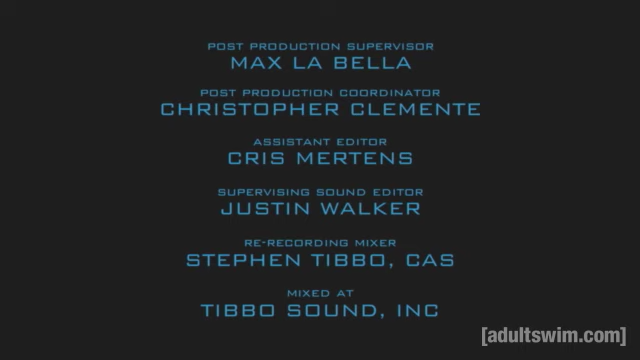 POST PRODUCTION SUPERVISOR
MAX LA BELLA
POST PRODUCTION COORDINATOR
CHRISTOPHER CLEMENTE
ASSISTANT EDITOR
CRIS MERTENS
SUPERVISING SOUND EDITOR
JUSTIN WALKER
RE-RECORDING MIXER
STEPHEN TIBBO, CAS
MIXED AT
TIBBO SOUND, INC
[adultswim.com]